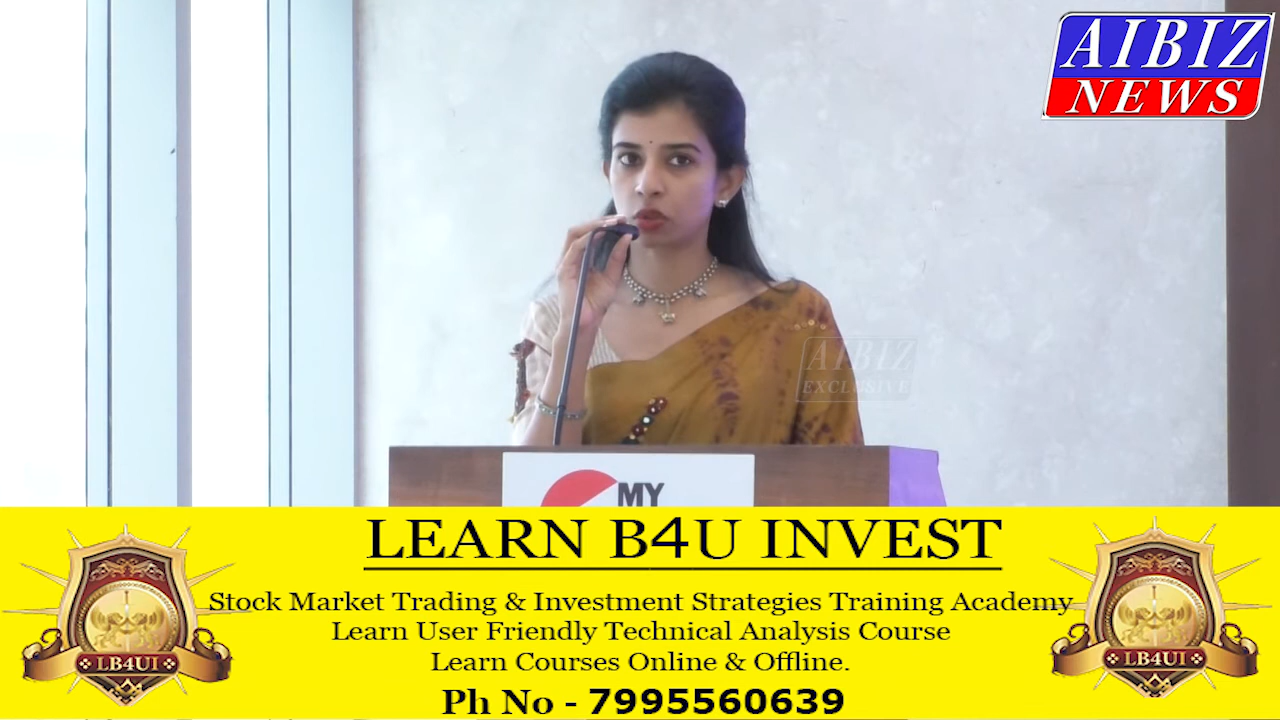 AIBIZ
NEWS
AIBIZ
EXCLUSIVE
MY
LEARN B4U INVEST
Stock Market Trading & Investment Strategies Training Academy
Learn User Friendly Technical Analysis Course
Learn Courses Online & Offline.
Ph No - 7995560639
LB4UI
LB4UI